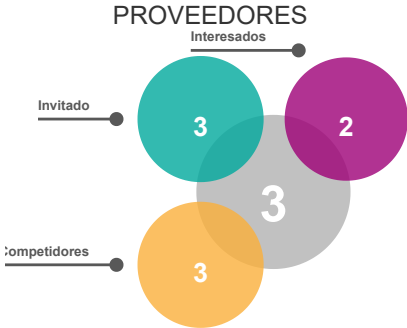 PROVEEDORES
Interesados
Invitado
3
2
3
Competidores
3